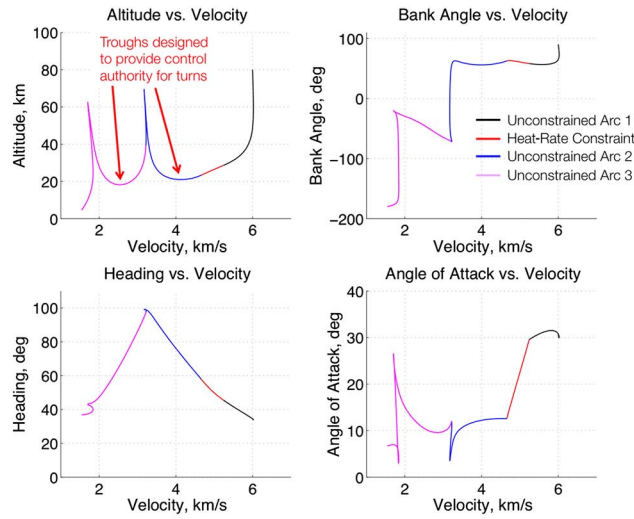 Altitude vs. Velocity
100
80
60
40
20
0
2
4
6
Altitude, km
Velocity, km/s
Troughs designed
to provide control
authority for turns
Bank Angle vs. Velocity
100
0
−100
−200
2
4
6
Bank Angle, deg
Velocity, km/s
Unconstrained Arc 1
Heat-Rate Constraint
Unconstrained Arc 2
Unconstrained Arc 3
Heading vs. Velocity
100
80
60
40
20
0
2
4
6
Heading, deg
Velocity, km/s
Angle of Attack vs. Velocity
40
30
20
10
0
2
4
6
Angle of Attack, deg
Velocity, km/s